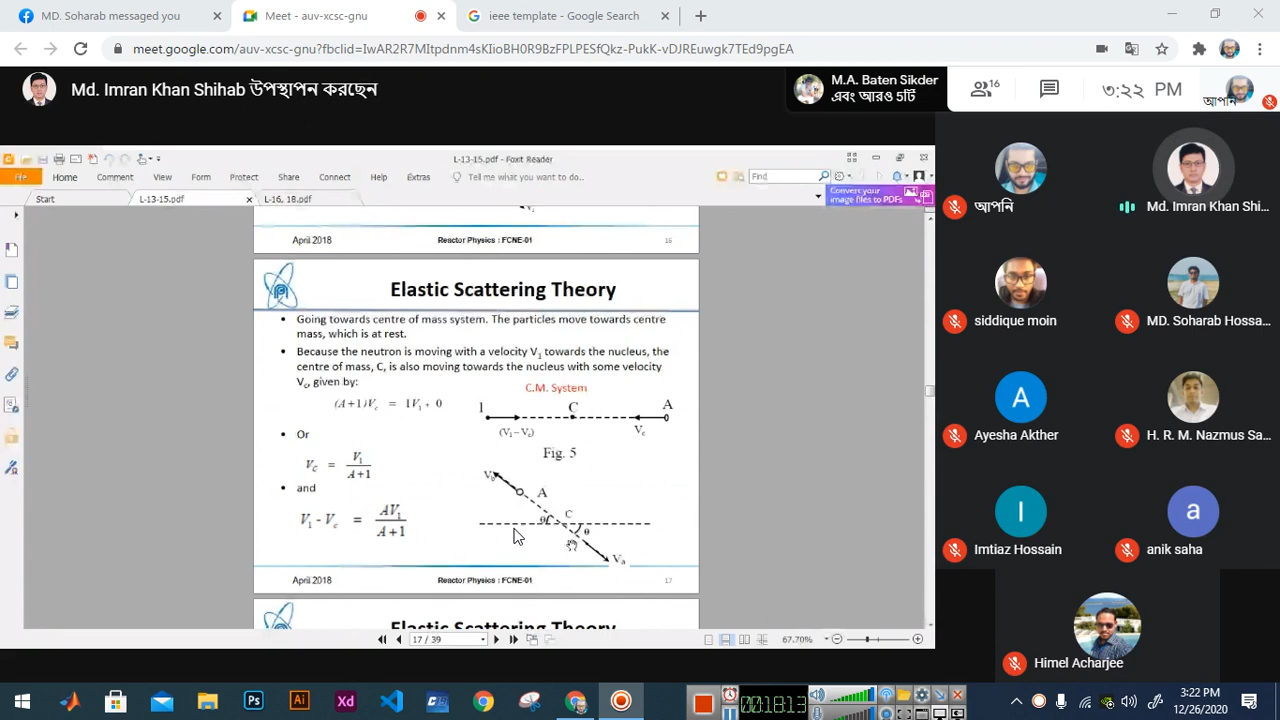 MD. Soharab messaged you
Meet - auv-xcsc-gnu
ieee template - Google Search
meet.google.com/auv-xcsc-gnu?fbclid=IwAR2R7MItpdnm4sKIioBH0R9BzFPLPESfQkz-PukK-vDJREuwgk7TEd9pgEA
Md. Imran Khan Shihab উপস্থাপন করছেন
M.A. Baten Sikder
এবং আরও 5টি
16
৩:২২ PM
আপনি
L-13-15.pdf - Foxit Reader
File Home Comment View Form Protect Share Connect Help Extras Tell me what you want to do..
Find
Convert your
image files to PDFs
Start L-13-15.pdf L-16, 18.pdf
April 2018 Reactor Physics : FCNE-01 16
Elastic Scattering Theory
• Going towards centre of mass system. The particles move towards centre
mass, which is at rest.
• Because the neutron is moving with a velocity V1 towards the nucleus, the
centre of mass, C, is also moving towards the nucleus with some velocity
Vc, given by:
C.M. System
(A+1)Vc = 1V1 + 0
1 C A
(V1-Vc) Vc
• Or
Fig. 5
Vc = V1 / A+1
Vb A
• and
C
θ θ
V1 - Vc = AV1 / A+1
Va
April 2018 Reactor Physics : FCNE-01 17
Elastic Scattering Theory
17 / 39
67.70%
আপনি
Md. Imran Khan Shi...
siddique moin
MD. Soharab Hossa...
A
Ayesha Akther
H. R. M. Nazmus Sa...
I
Imtiaz Hossain
a
anik saha
Himel Acharjee
Ps Ai Xd
00:18:13
3:22 PM
12/26/2020